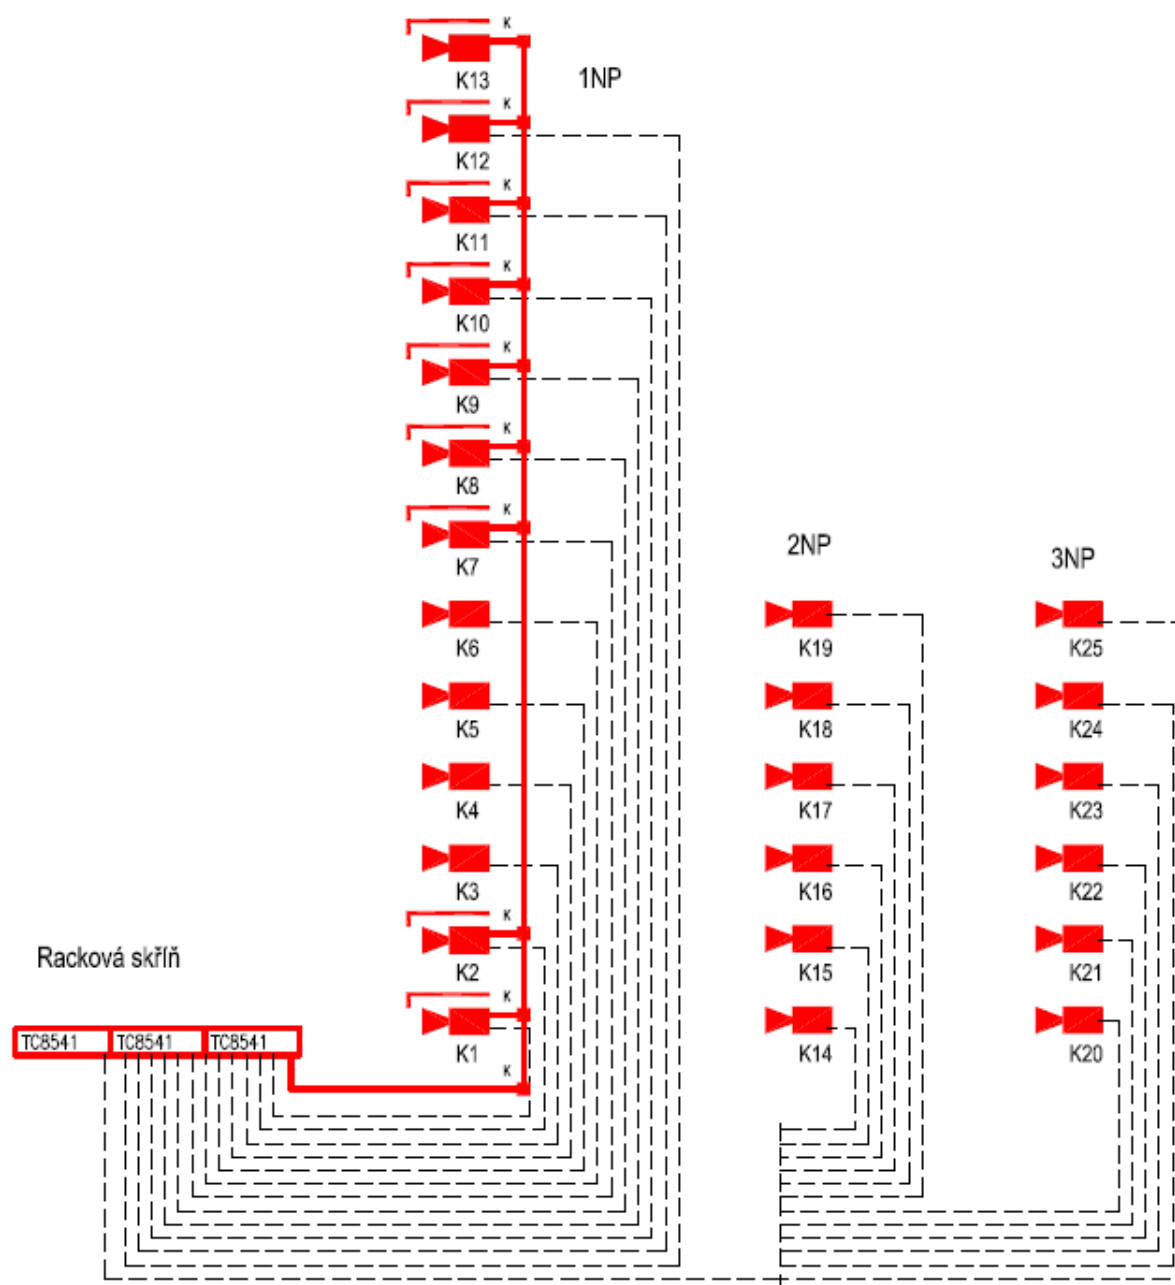 K
K13
1NP
K
K12
K
K11
K
K10
K
K9
K
K8
K
K7
2NP
3NP
K6
K19
K25
K5
K18
K24
K4
K17
K23
K3
K16
K22
K
Racková skříň
K2
K15
K21
K
TC8541 TC8541 TC8541
K1
K14
K20
K